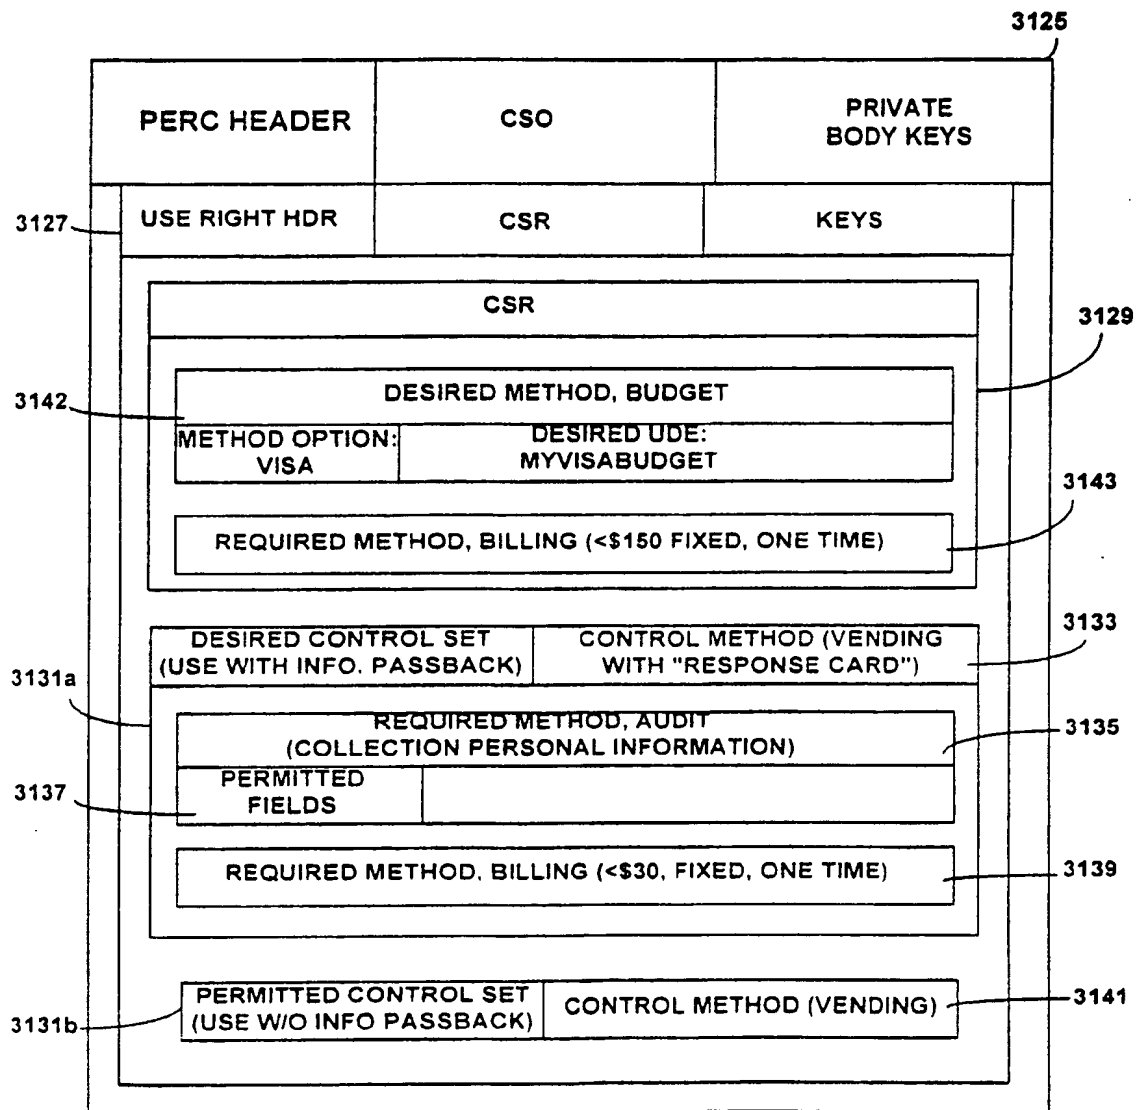 3125
PERC HEADER
CSO
PRIVATE
BODY KEYS
3127
USE RIGHT HDR
CSR
KEYS
CSR
3129
3142
DESIRED METHOD, BUDGET
METHOD OPTION:
VISA
DESIRED UDE:
MYVISABUDGET
3143
REQUIRED METHOD, BILLING (<$150 FIXED, ONE TIME)
3133
DESIRED CONTROL SET
(USE WITH INFO. PASSBACK)
CONTROL METHOD (VENDING
WITH "RESPONSE CARD")
3131a
REQUIRED METHOD, AUDIT
(COLLECTION PERSONAL INFORMATION)
3135
3137
PERMITTED
FIELDS
REQUIRED METHOD, BILLING (<$30, FIXED, ONE TIME)
3139
PERMITTED CONTROL SET
(USE W/O INFO PASSBACK)
CONTROL METHOD (VENDING)
3141
3131b